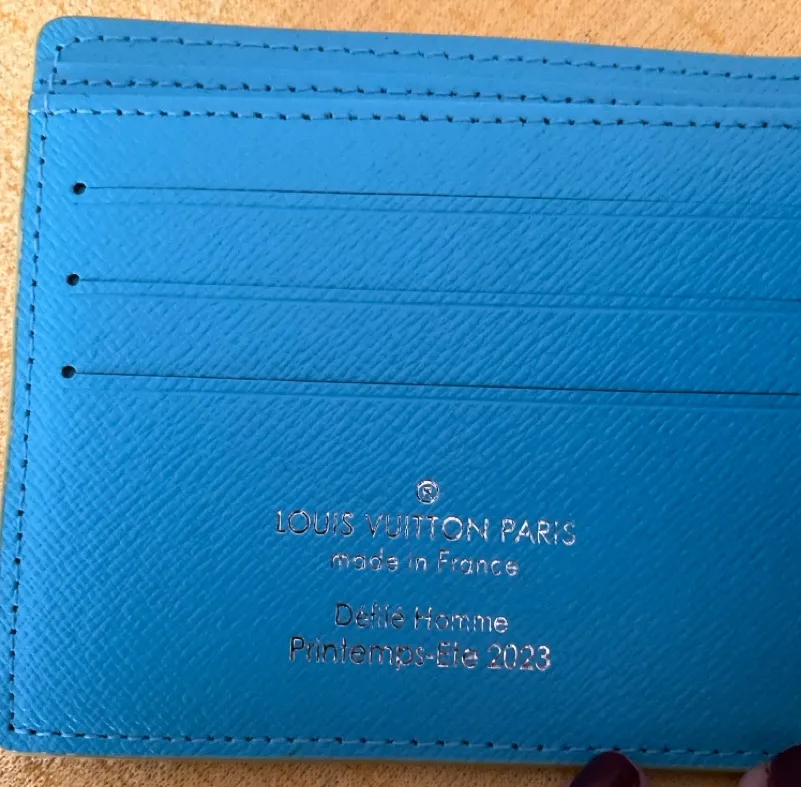 ®
LOUIS VUITTON PARIS
made in France
Défilé Homme
Printemps-Eté 2023